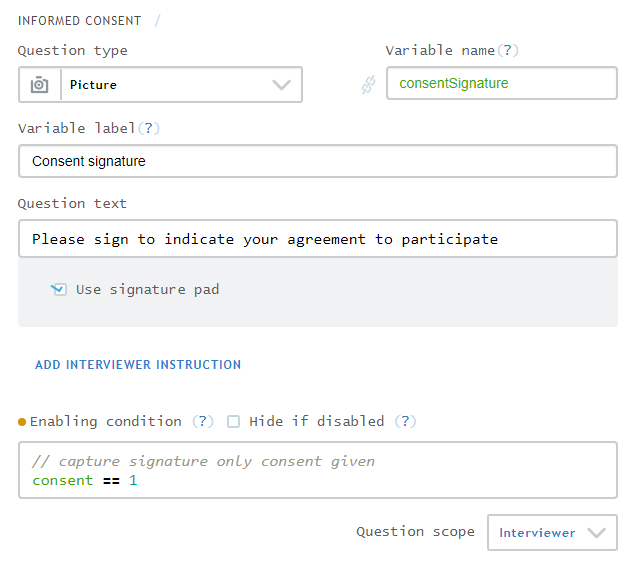 INFORMED CONSENT /
Question type
Variable name(?)
Picture
consentSignature
Variable label(?)
Consent signature
Question text
Please sign to indicate your agreement to participate
Use signature pad
ADD INTERVIEWER INSTRUCTION
Enabling condition (?) Hide if disabled (?)
// capture signature only consent given
consent == 1
Question scope Interviewer